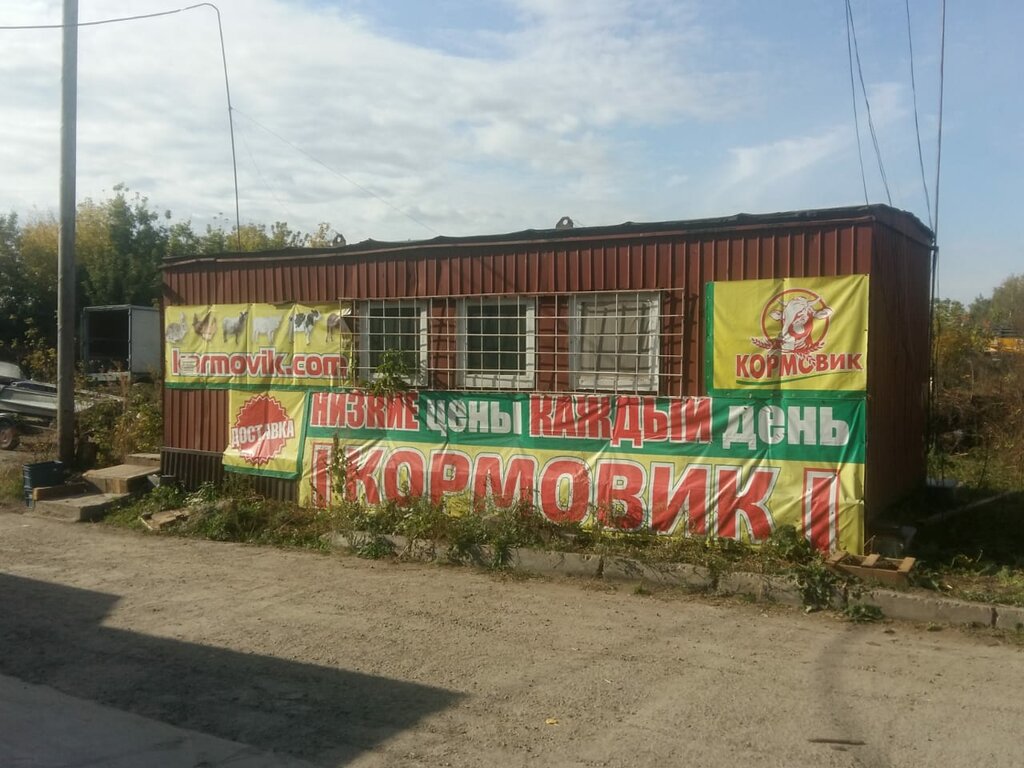 kormovik.com
КОРМОВИК
ДОСТАВКА
НИЗКИЕ цены КАЖДЫЙ день
КОРМОВИК